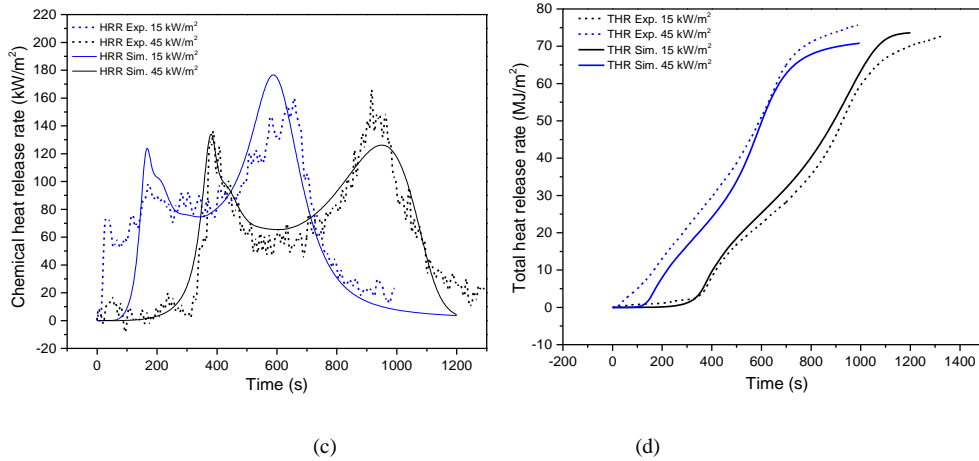 HRR Exp. 15 kW/m²
HRR Exp. 45 kW/m²
HRR Sim. 15 kW/m²
HRR Sim. 45 kW/m²
Chemical heat release rate (kW/m²)
220
200
180
160
140
120
100
80
60
40
20
0
-20
0 200 400 600 800 1000 1200
Time (s)
(c)
THR Exp. 15 kW/m²
THR Exp. 45 kW/m²
THR Sim. 15 kW/m²
THR Sim. 45 kW/m²
Total heat release rate (MJ/m²)
80
70
60
50
40
30
20
10
0
-10
-200 0 200 400 600 800 1000 1200 1400
Time (s)
(d)